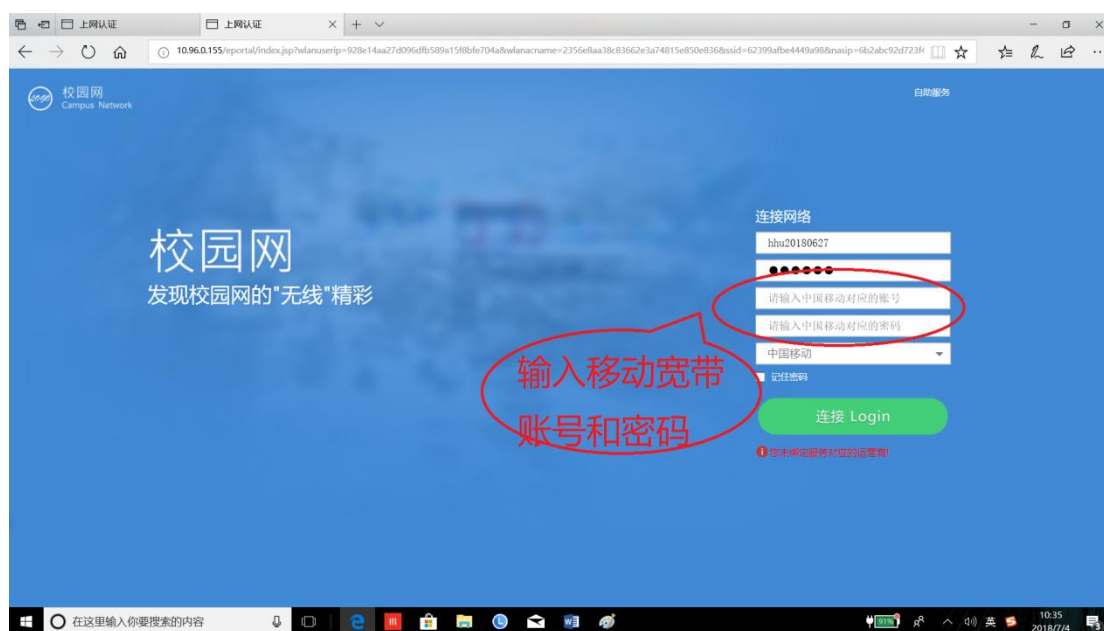 上网认证
上网认证
10.96.0.155/eportal/index.jsp?wlanuserip=928e14aa27d096dfb589a15f8bfe704a&wlanacname=2356e8aa38c83662e3a74815e850e836&ssid=62399afbe4449a98&nasip=6b2abc92d723f
校园网
Campus Network
自助服务
校园网
发现校园网的"无线"精彩
连接网络
hhu20180627
●●●●●●
请输入中国移动对应的账号
请输入中国移动对应的密码
中国移动
记住密码
连接 Login
您未绑定服务对应的运营商!
输入移动宽带
账号和密码
在这里输入你要搜索的内容
91%
英
10:35
2018/7/4